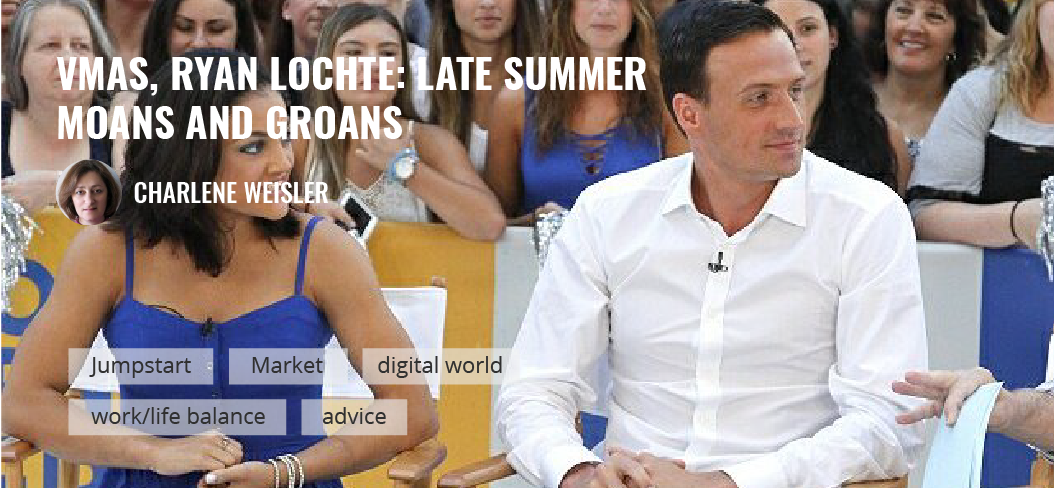 VMAS, RYAN LOCHTE: LATE SUMMER
MOANS AND GROANS
CHARLENE WEISLER
Jumpstart Market digital world
work/life balance advice